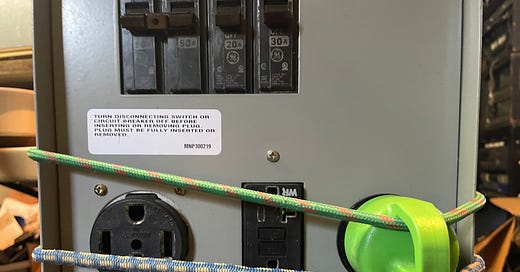 50A 20A 30A
TURN DISCONNECTING SWITCH OR
CIRCUIT BREAKER OFF BEFORE
INSERTING OR REMOVING PLUG.
PLUG MUST BE FULLY INSERTED OR
REMOVED.
MNP300219
WR